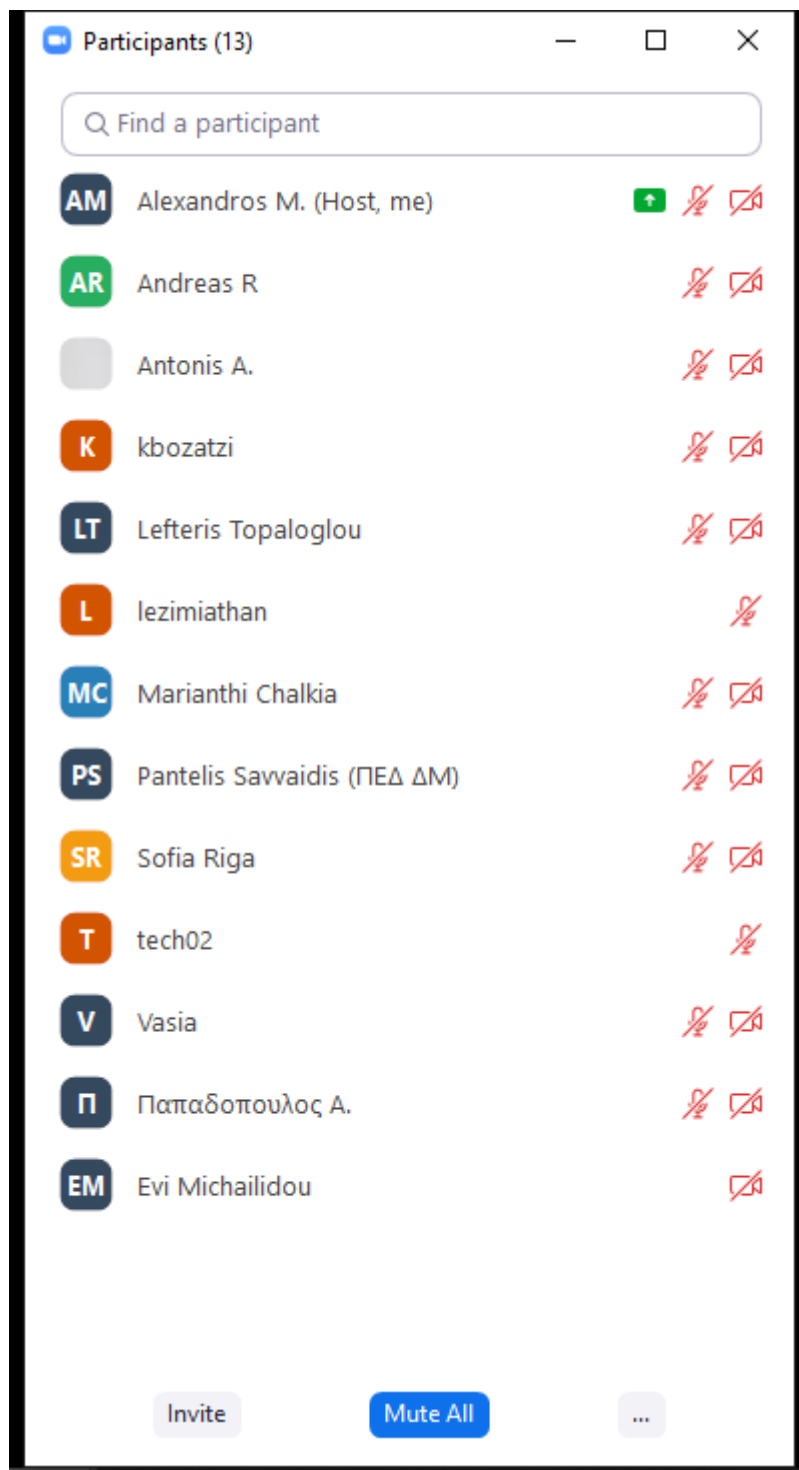 Participants (13)
Find a participant
AM Alexandros M. (Host, me)
AR Andreas R
Antonis A.
K kbozatzi
LT Lefteris Topaloglou
L lezimiathan
MC Marianthi Chalkia
PS Pantelis Savvaidis (ΠΕΔ ΔΜ)
SR Sofia Riga
T tech02
V Vasia
Π Παπαδοπουλος Α.
EM Evi Michailidou
Invite Mute All ...